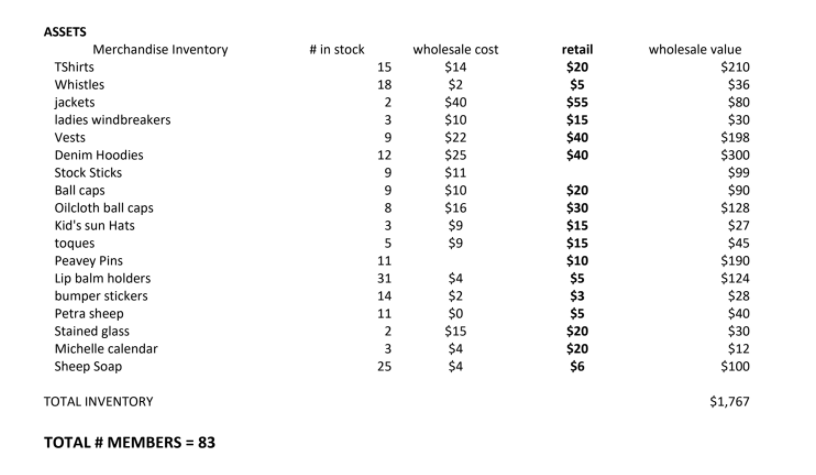 ASSETS
Merchandise Inventory # in stock wholesale cost retail wholesale value
TShirts 15 $14 $20 $210
Whistles 18 $2 $5 $36
jackets 2 $40 $55 $80
ladies windbreakers 3 $10 $15 $30
Vests 9 $22 $40 $198
Denim Hoodies 12 $25 $40 $300
Stock Sticks 9 $11 $99
Ball caps 9 $10 $20 $90
Oilcloth ball caps 8 $16 $30 $128
Kid's sun Hats 3 $9 $15 $27
toques 5 $9 $15 $45
Peavey Pins 11 $10 $190
Lip balm holders 31 $4 $5 $124
bumper stickers 14 $2 $3 $28
Petra sheep 11 $0 $5 $40
Stained glass 2 $15 $20 $30
Michelle calendar 3 $4 $20 $12
Sheep Soap 25 $4 $6 $100
TOTAL INVENTORY $1,767
TOTAL # MEMBERS = 83